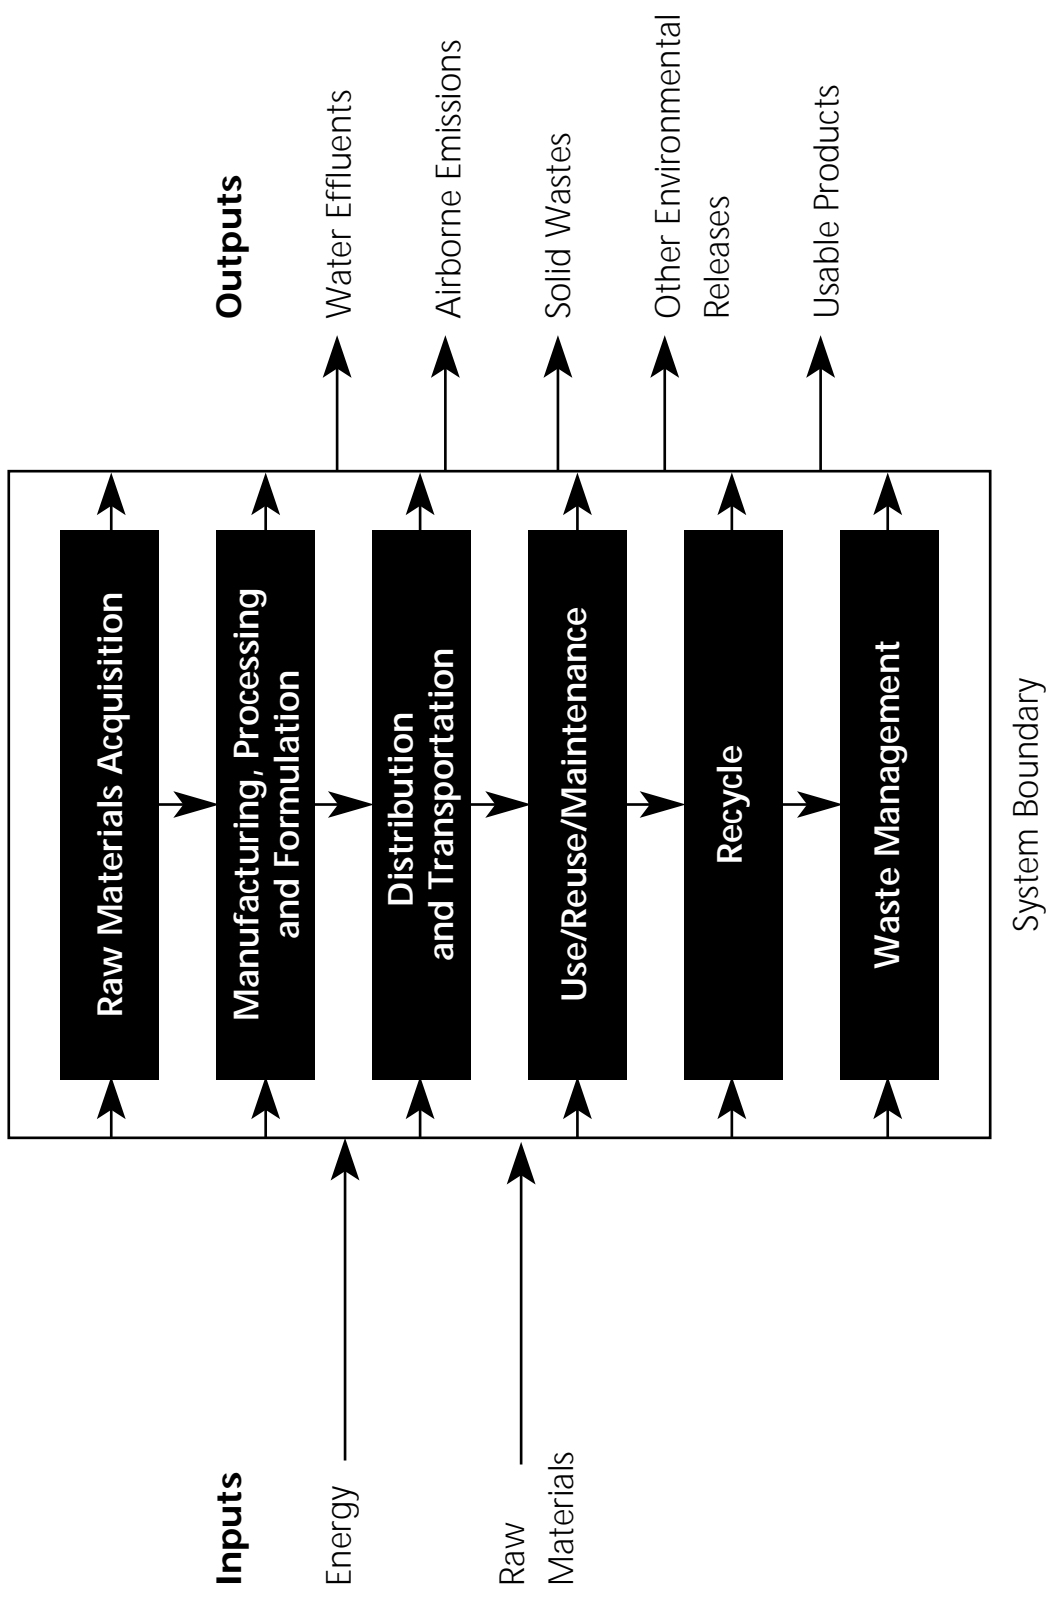 Inputs
Energy
Raw
Materials
Raw Materials Acquisition
Manufacturing, Processing
and Formulation
Distribution
and Transportation
Use/Reuse/Maintenance
Recycle
Waste Management
System Boundary
Outputs
Water Effluents
Airborne Emissions
Solid Wastes
Other Environmental
Releases
Usable Products